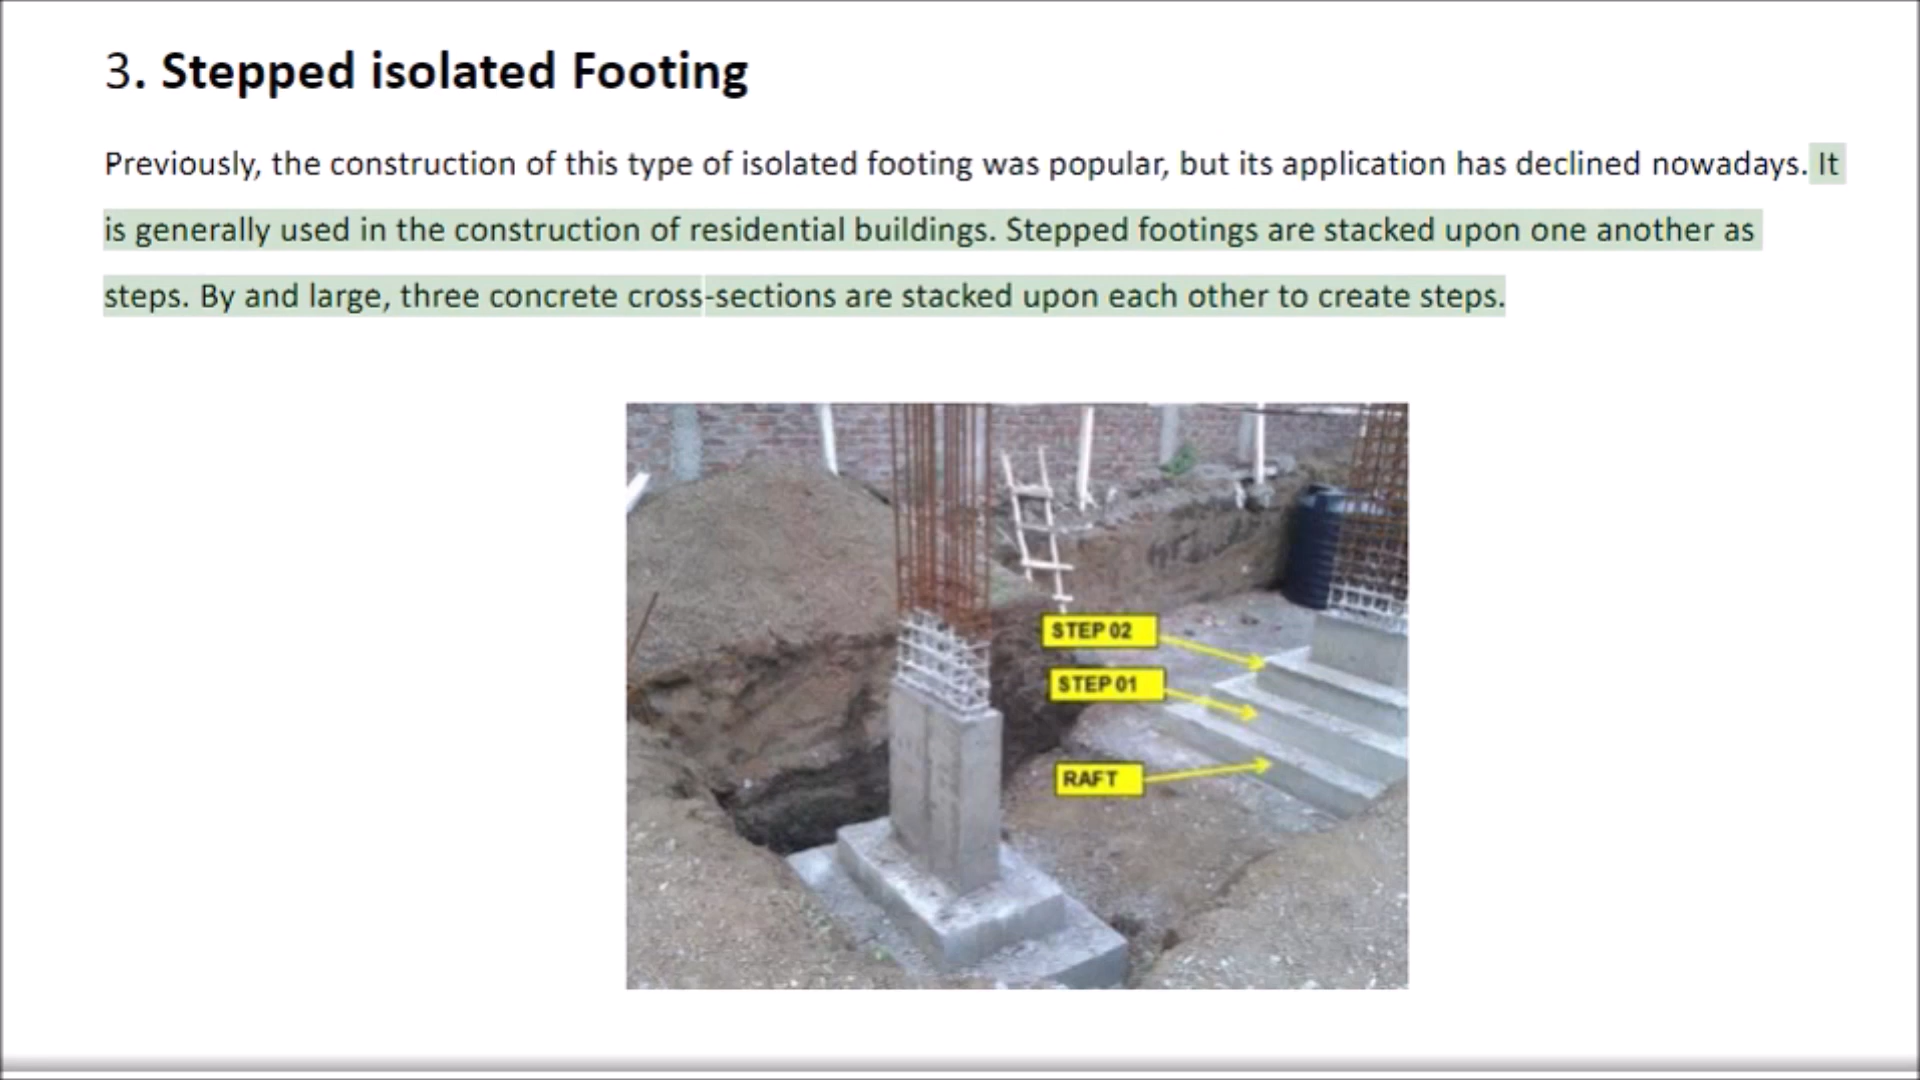 3. Stepped isolated Footing
Previously, the construction of this type of isolated footing was popular, but its application has declined nowadays. It
is generally used in the construction of residential buildings. Stepped footings are stacked upon one another as
steps. By and large, three concrete cross-sections are stacked upon each other to create steps.
STEP 02
STEP 01
RAFT